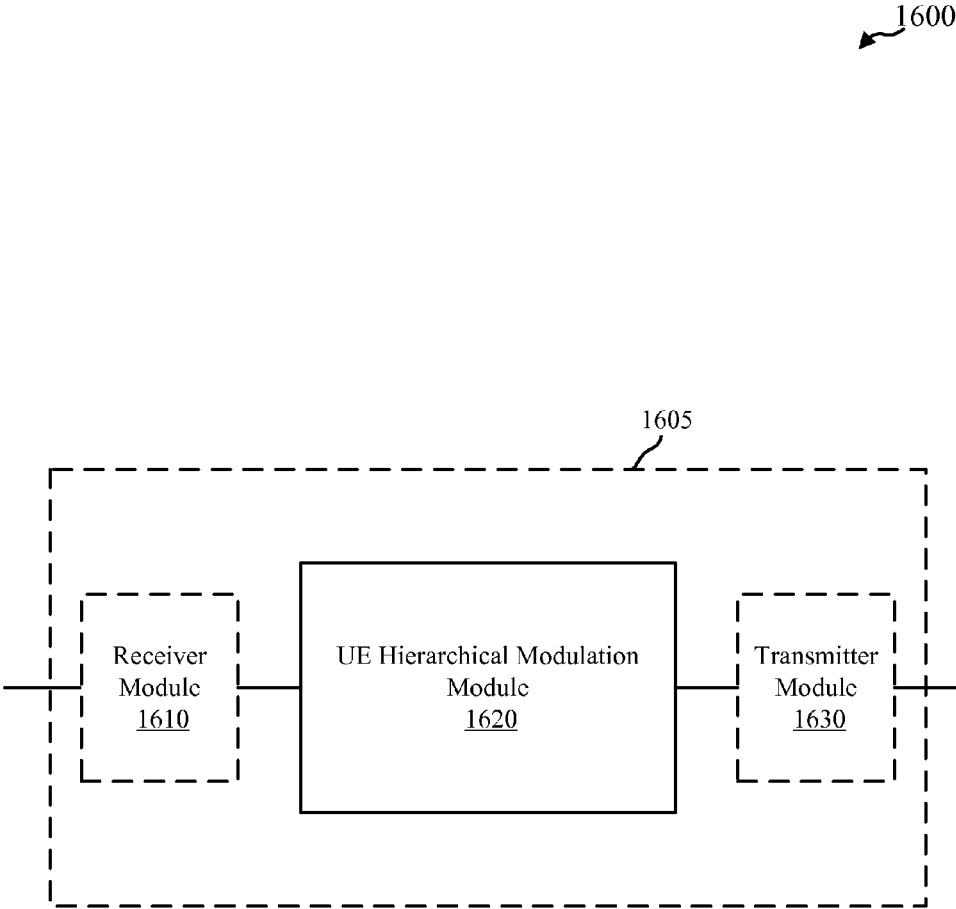 1600
1605
Receiver
Module
1610
UE Hierarchical Modulation
Module
1620
Transmitter
Module
1630